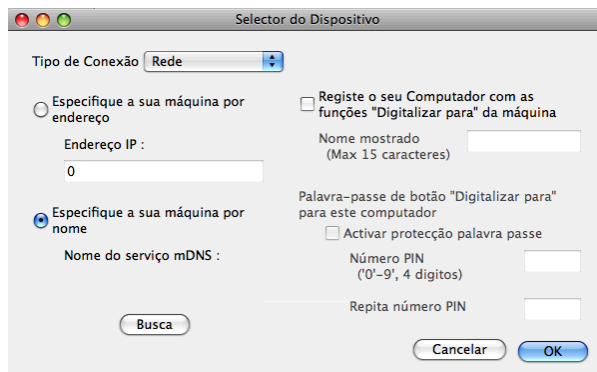 Selector do Dispositivo
Tipo de Conexão Rede
Especifique a sua máquina por
endereço
Endereço IP :
0
Especifique a sua máquina por
nome
Nome do serviço mDNS :
Busca
Registe o seu Computador com as
funções "Digitalizar para" da máquina
Nome mostrado
(Max 15 caracteres)
Palavra-passe de botão "Digitalizar para"
para este computador
Activar protecção palavra passe
Número PIN
('0'-9', 4 digitos)
Repita número PIN
Cancelar
OK